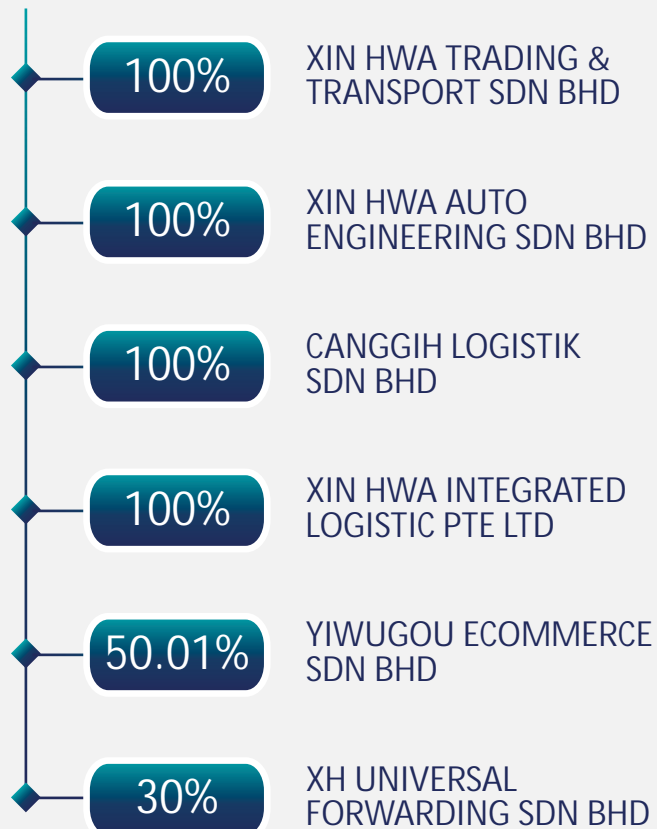 100%
XIN HWA TRADING &
TRANSPORT SDN BHD
100%
XIN HWA AUTO
ENGINEERING SDN BHD
100%
CANGGIH LOGISTIK
SDN BHD
100%
XIN HWA INTEGRATED
LOGISTIC PTE LTD
50.01%
YIWUGOU ECOMMERCE
SDN BHD
30%
XH UNIVERSAL
FORWARDING SDN BHD